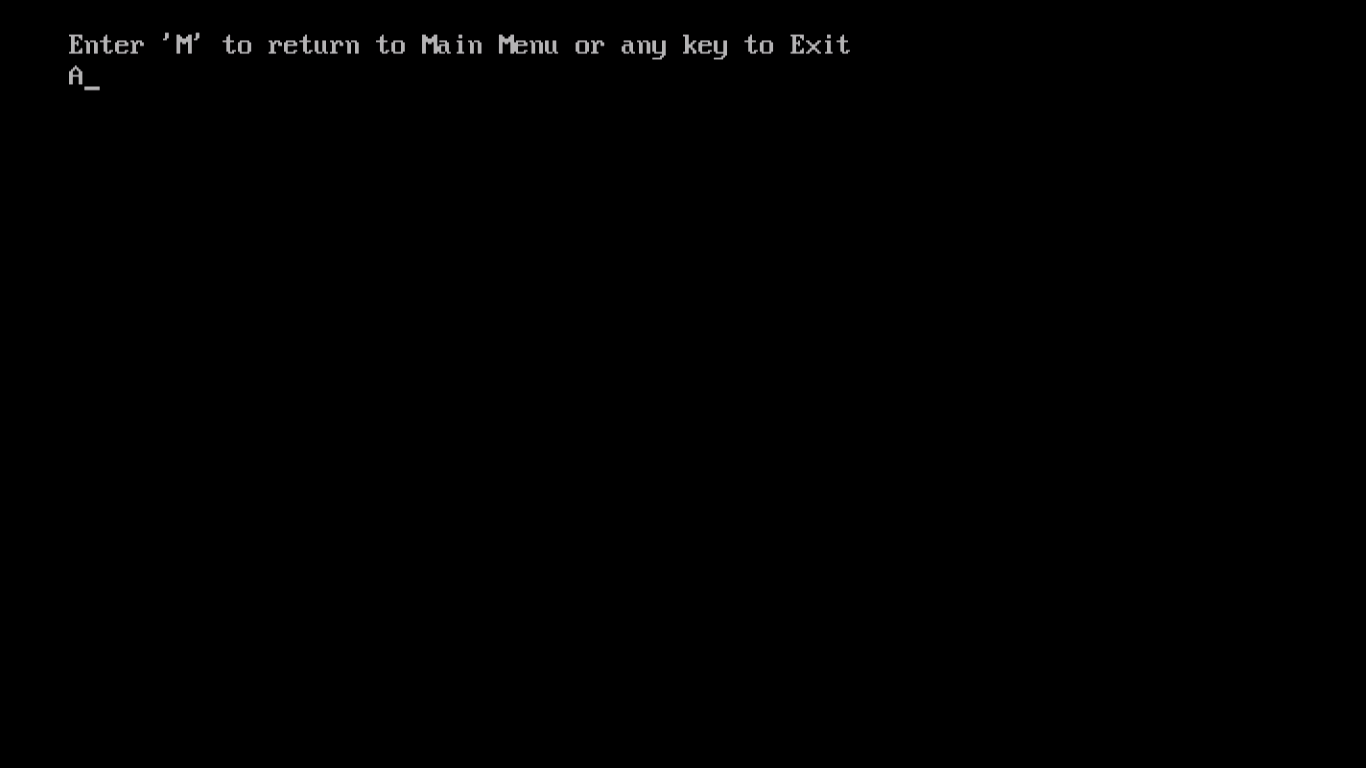 Enter 'M' to return to Main Menu or any key to Exit
A_